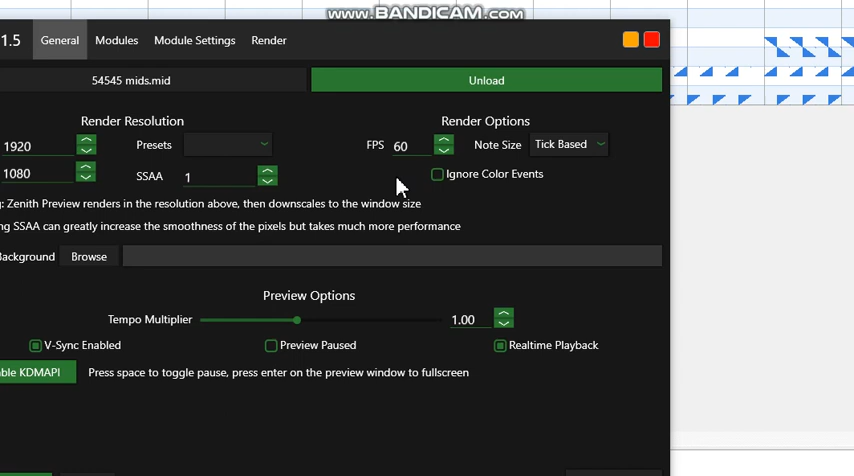 www.BANDICAM.com
1.5 General Modules Module Settings Render
54545 mids.mid Unload
Render Resolution Render Options
1920 Presets FPS 60 Note Size Tick Based
1080 SSAA 1 Ignore Color Events
g: Zenith Preview renders in the resolution above, then downscales to the window size
ng SSAA can greatly increase the smoothness of the pixels but takes much more performance
Background Browse
Preview Options
Tempo Multiplier 1.00
V-Sync Enabled Preview Paused Realtime Playback
ble KDMAPI Press space to toggle pause, press enter on the preview window to fullscreen